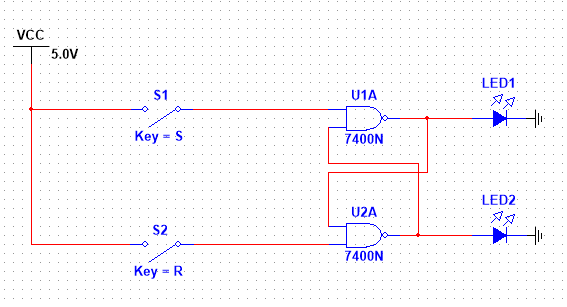 VCC
5.0V
S1
Key = S
U1A
7400N
LED1
S2
Key = R
U2A
7400N
LED2